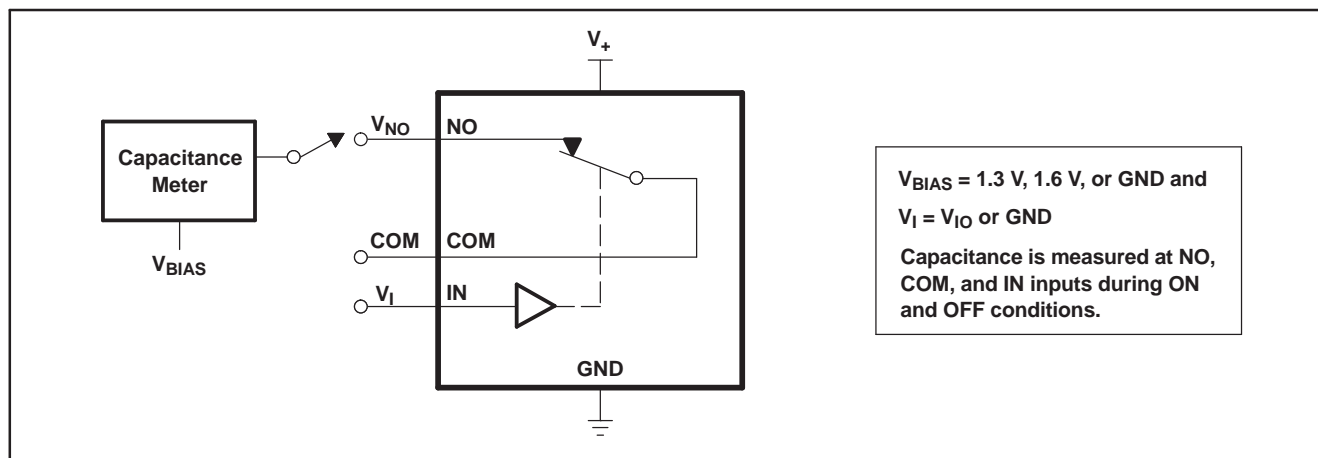 V+
Capacitance
Meter
VBIAS
VNO
NO
COM
COM
VI
IN
GND
VBIAS = 1.3 V, 1.6 V, or GND and
VI = VIO or GND
Capacitance is measured at NO,
COM, and IN inputs during ON
and OFF conditions.